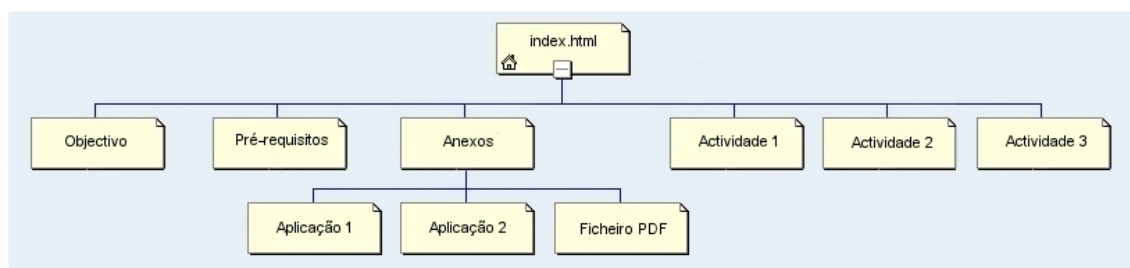 index.html
Objectivo
Pré-requisitos
Anexos
Actividade 1
Actividade 2
Actividade 3
Aplicação 1
Aplicação 2
Ficheiro PDF